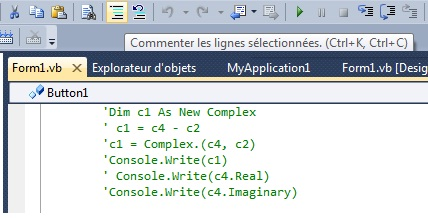 Commenter les lignes sélectionnées. (Ctrl+K, Ctrl+C)
Form1.vb Explorateur d'objets MyApplication1 Form1.vb [Desig
Button1
'Dim c1 As New Complex
' c1 = c4 - c2
'c1 = Complex.(c4, c2)
'Console.Write(c1)
' Console.Write(c4.Real)
'Console.Write(c4.Imaginary)